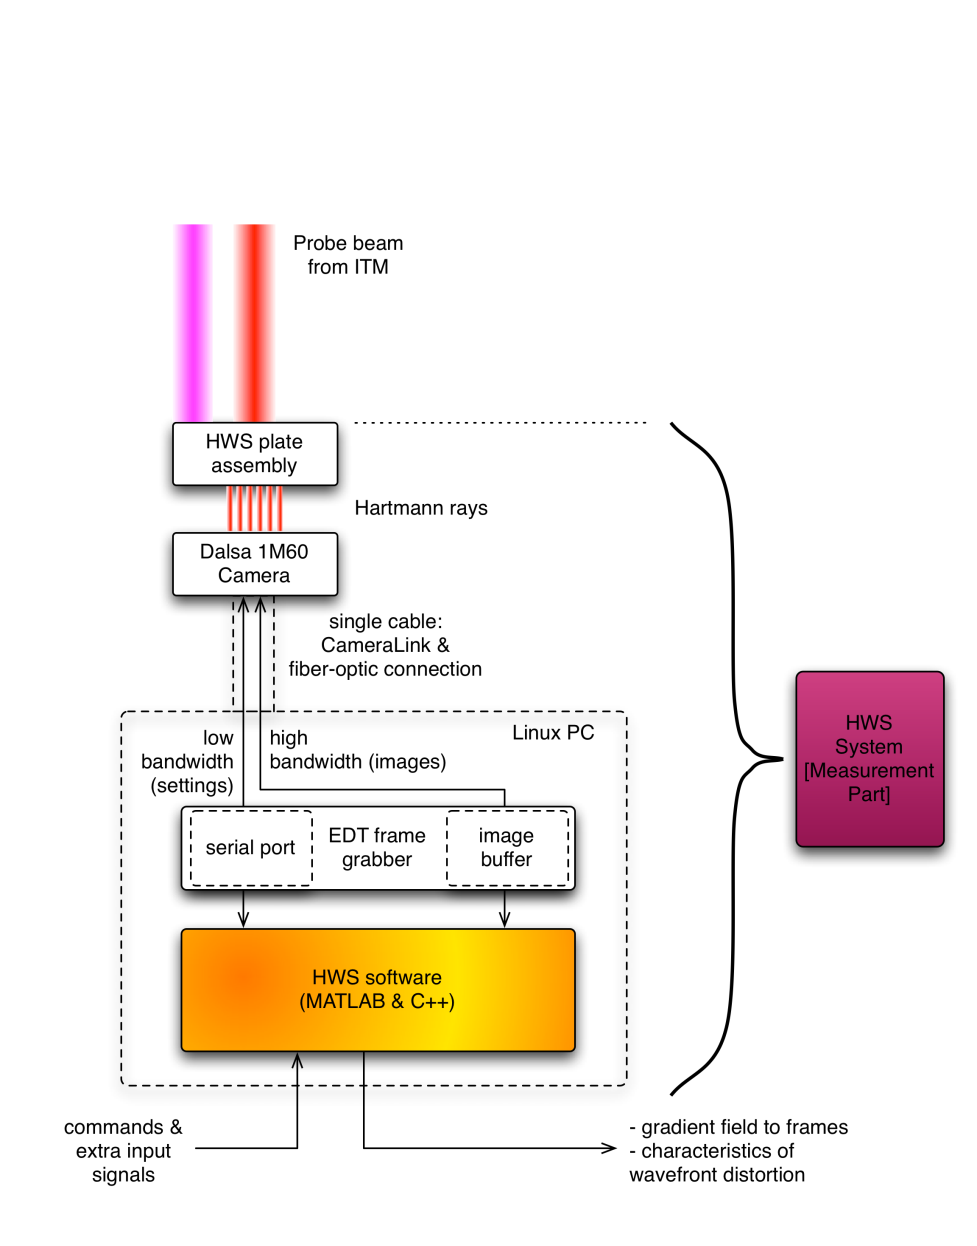 Probe beam
from ITM
HWS plate
assembly
Hartmann rays
Dalsa 1M60
Camera
single cable:
CameraLink &
fiber-optic connection
Linux PC
low
bandwidth
(settings)
high
bandwidth (images)
serial port
EDT frame
grabber
image
buffer
HWS software
(MATLAB & C++)
HWS
System
[Measurement
Part]
commands &
extra input
signals
- gradient field to frames
- characteristics of
wavefront distortion